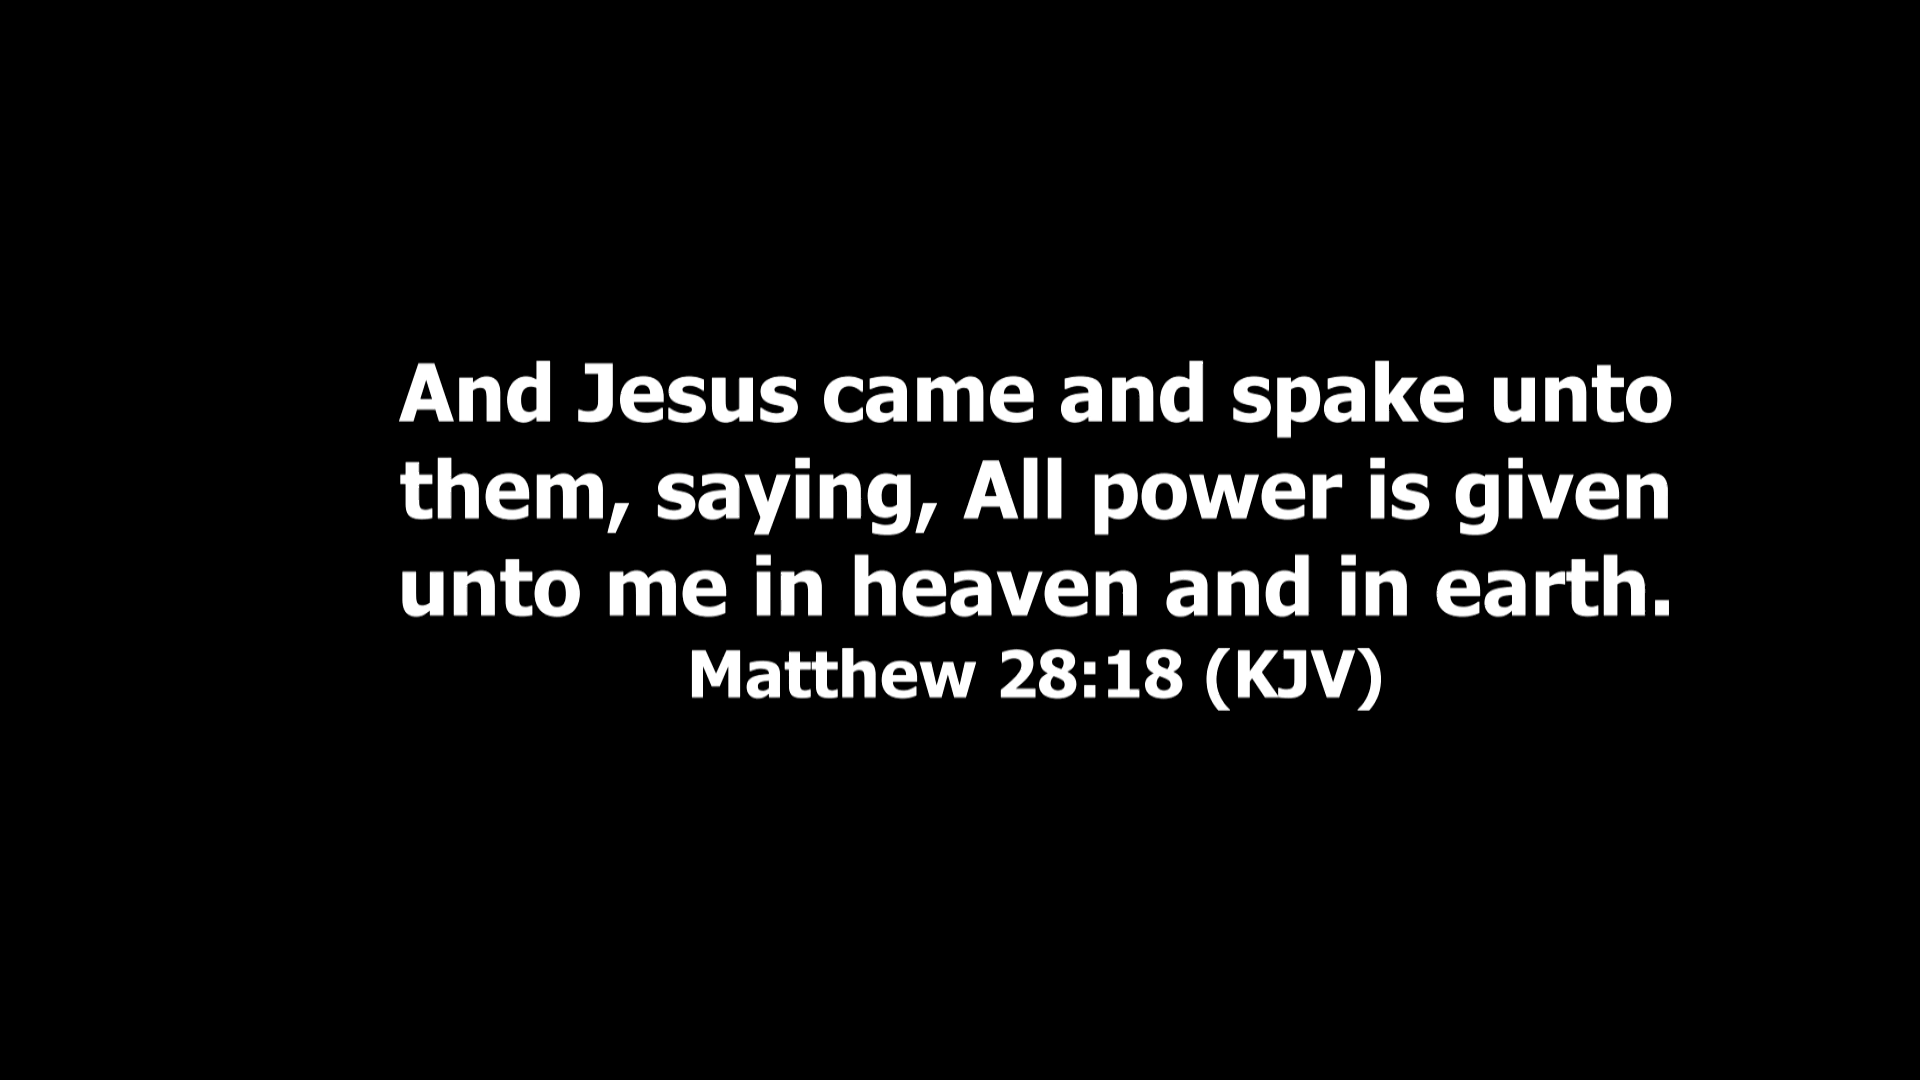 And Jesus came and spake unto
them, saying, All power is given
unto me in heaven and in earth.
Matthew 28:18 (KJV)